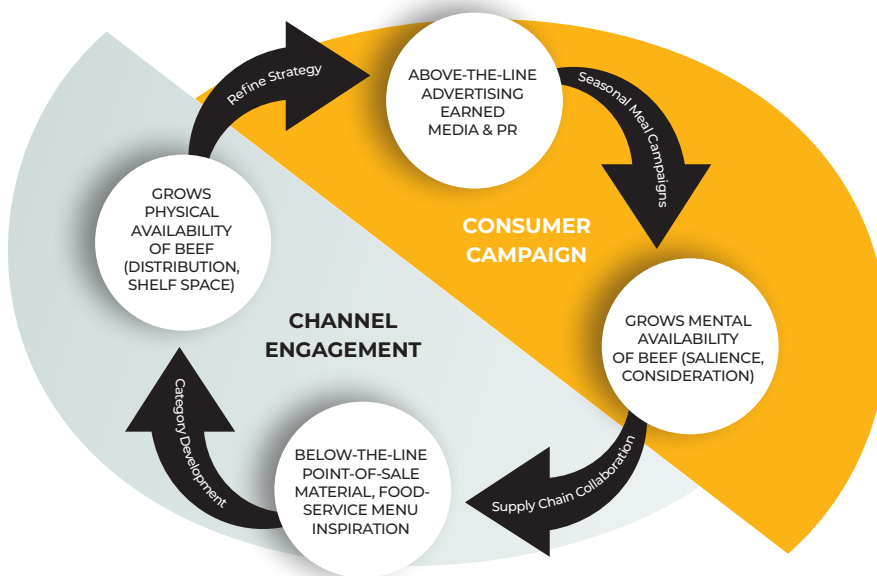 Refine Strategy
ABOVE-THE-LINE
ADVERTISING
EARNED
MEDIA & PR
Seasonal Meal Campaigns
CONSUMER
CAMPAIGN
GROWS MENTAL
AVAILABILITY
OF BEEF (SALIENCE,
CONSIDERATION)
Supply Chain Collaboration
BELOW-THE-LINE
POINT-OF-SALE
MATERIAL, FOOD-
SERVICE MENU
INSPIRATION
Category Development
GROWS
PHYSICAL
AVAILABILITY
OF BEEF
(DISTRIBUTION,
SHELF SPACE)
CHANNEL
ENGAGEMENT